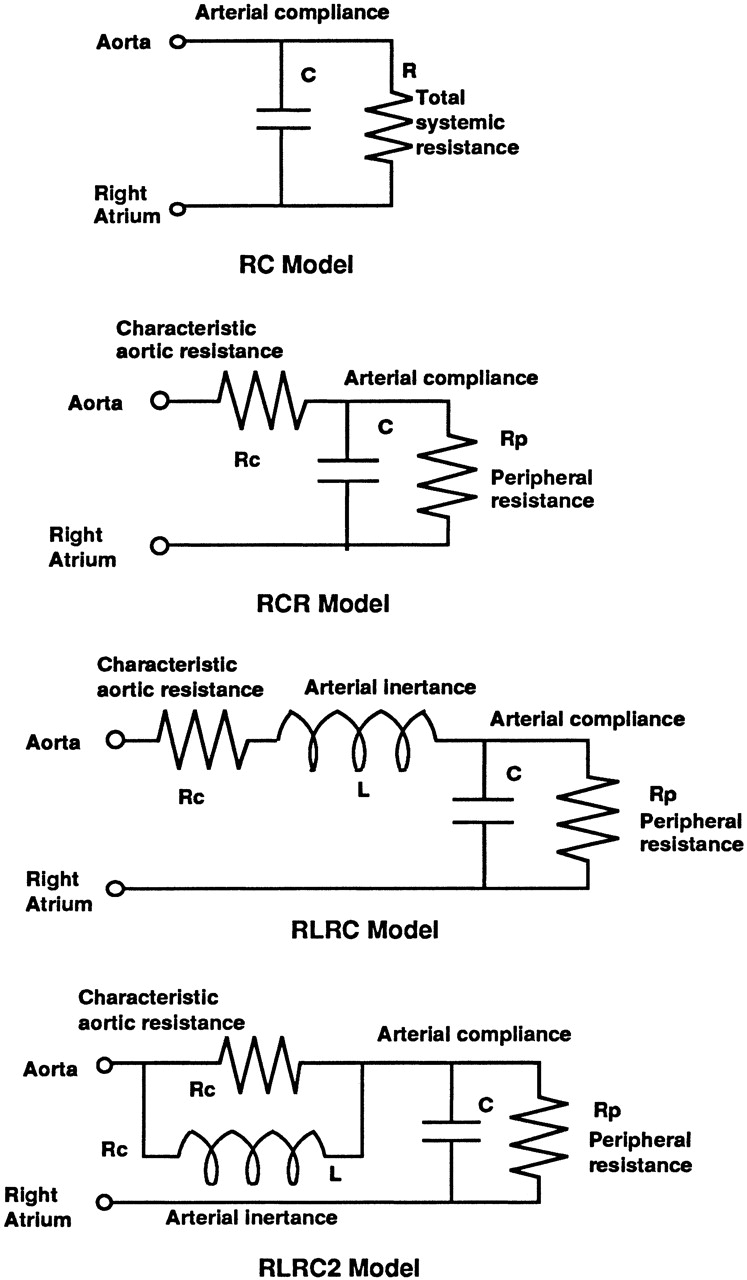 Arterial compliance
Aorta
C
R
Total
systemic
resistance
Right
Atrium
RC Model
Characteristic
aortic resistance
Arterial compliance
Aorta
C
Rp
Rc
Peripheral
resistance
Right
Atrium
RCR Model
Characteristic
aortic resistance
Arterial inertance
Arterial compliance
Aorta
C
Rc
L
Rp
Peripheral
resistance
Right
Atrium
RLRC Model
Characteristic
aortic resistance
Arterial compliance
Aorta
Rc
C
Rp
Peripheral
resistance
Rc
L
Right
Atrium
Arterial inertance
RLRC2 Model